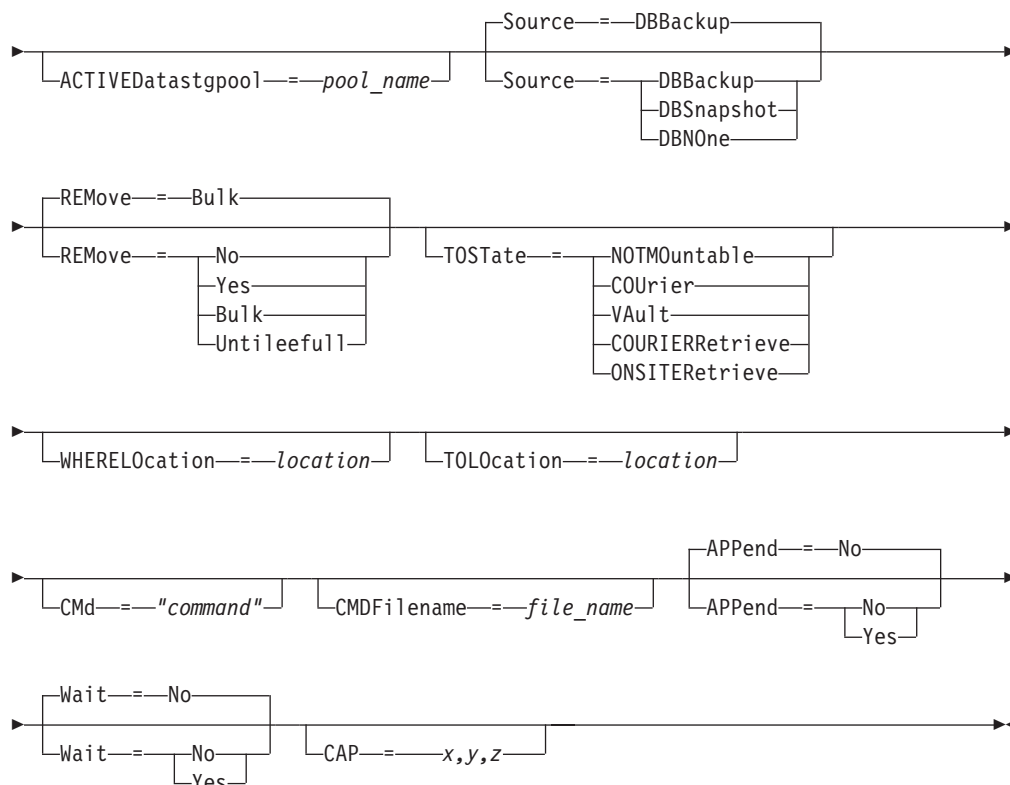 Source = DBBackup
ACTIVEDatastgpool = pool_name
Source = DBBackup
DBSnapshot
DBNOne
REMove = Bulk
REMove = No
Yes
Bulk
Untileefull
TOSTate = NOTMOuntable
COUrier
VAult
COURIERRetrieve
ONSITERetrieve
WHERELOcation = location
TOLOcation = location
APPend = No
CMd = "command"
CMDFilename = file_name
APPend = No
Yes
Wait = No
Wait = No
Yes
CAP = x,y,z